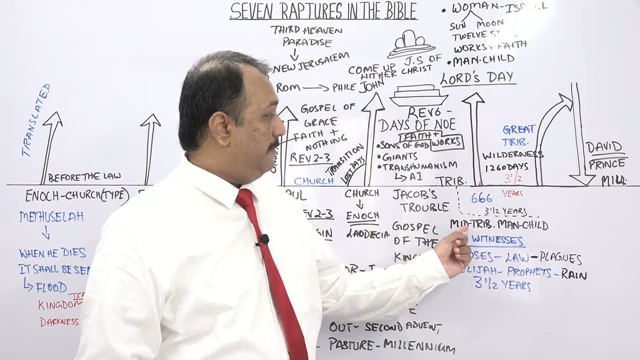 SEVEN RAPTURES IN THE BIBLE
• WOMAN-ISRAEL
SUN MOON
TWELVE
WORKS+FAITH
• MAN-CHILD
LORD'S DAY
THIRD HEAVEN
PARADISE
NEW JERUSALEM
ROM → PHILE
COME UP
HITHER
JOHN
J.S OF
CHRIST
TRANSLATED
GOSPEL OF
GRACE
FAITH +
NOTHING
REV 2-3
CHURCH
TRANSITION
LAST DAYS
REV 6-
DAYS OF NOE
FAITH+
WORKS
• SONS OF GOD
• GIANTS
• TRANSHUMANISM
→ AI
TRIB.
GREAT
TRIB.
WILDERNESS
1260 DAYS
3½
YEARS
DAVID
PRINCE
MILL
BEFORE THE LAW
ENOCH-CHURCH(TYPE)
METHUSELAH
WHEN HE DIES
IT SHALL BE
↳ FLOOD
KINGDOM
DARKNESS
REV 2-3
CHURCH
↓
ENOCH
LAODECIA
JACOB'S
TROUBLE
GOSPEL
OF THE
666
3½ YEARS
MID-TRIB. MAN-CHILD
WITNESSES
LAW-PLAGUES
ELIJAH-PROPHETS-RAIN
3½ YEARS
OUT-SECOND ADVENT
PASTURE-MILLENNIUM